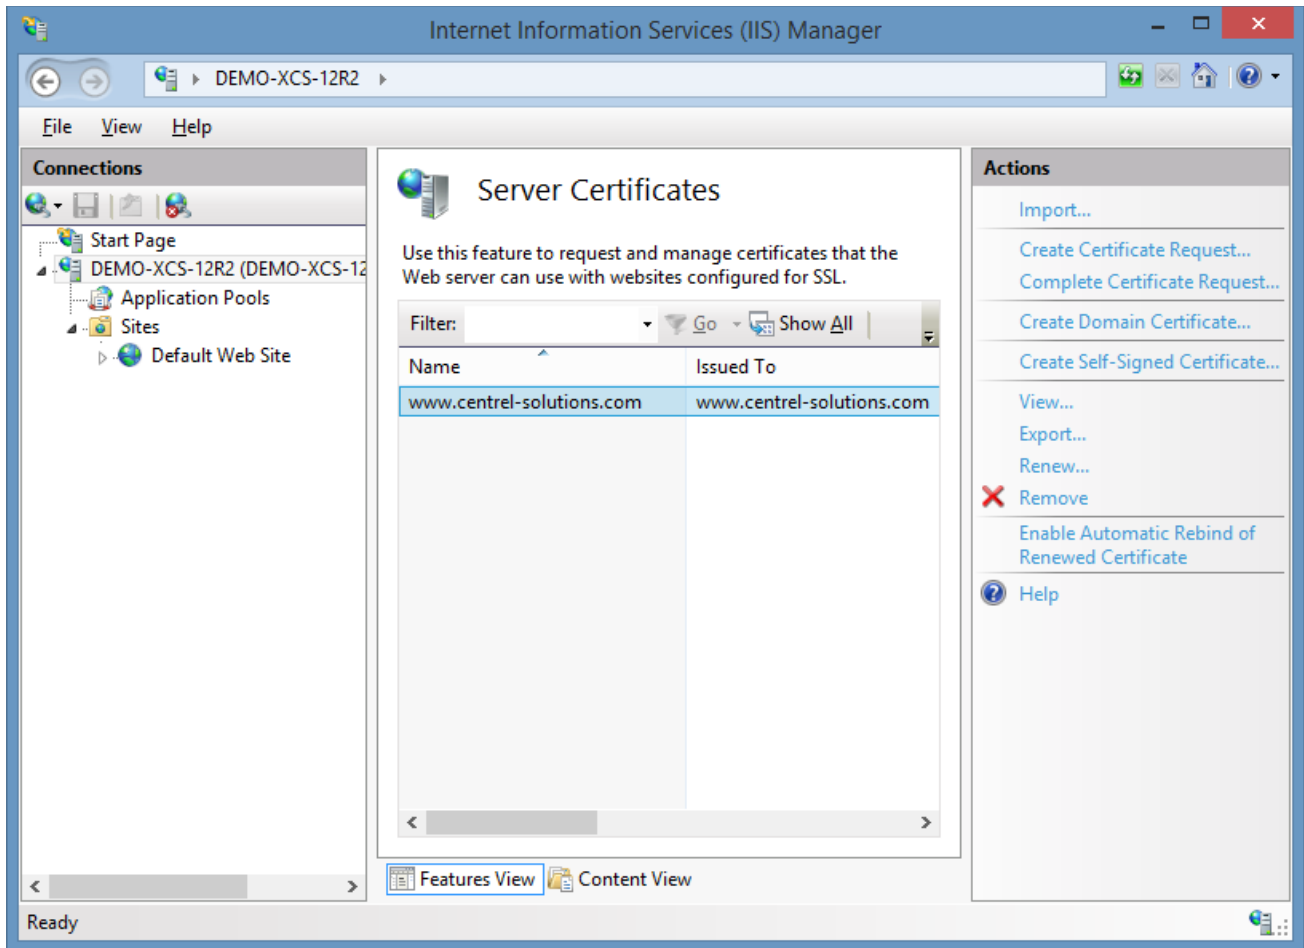 Internet Information Services (IIS) Manager
DEMO-XCS-12R2
File View Help
Connections
Start Page
DEMO-XCS-12R2 (DEMO-XCS-12
Application Pools
Sites
Default Web Site
Server Certificates
Use this feature to request and manage certificates that the
Web server can use with websites configured for SSL.
Filter: Go Show All
Name Issued To
www.centrel-solutions.com www.centrel-solutions.com
Features View Content View
Actions
Import...
Create Certificate Request...
Complete Certificate Request...
Create Domain Certificate...
Create Self-Signed Certificate...
View...
Export...
Renew...
Remove
Enable Automatic Rebind of
Renewed Certificate
Help
Ready